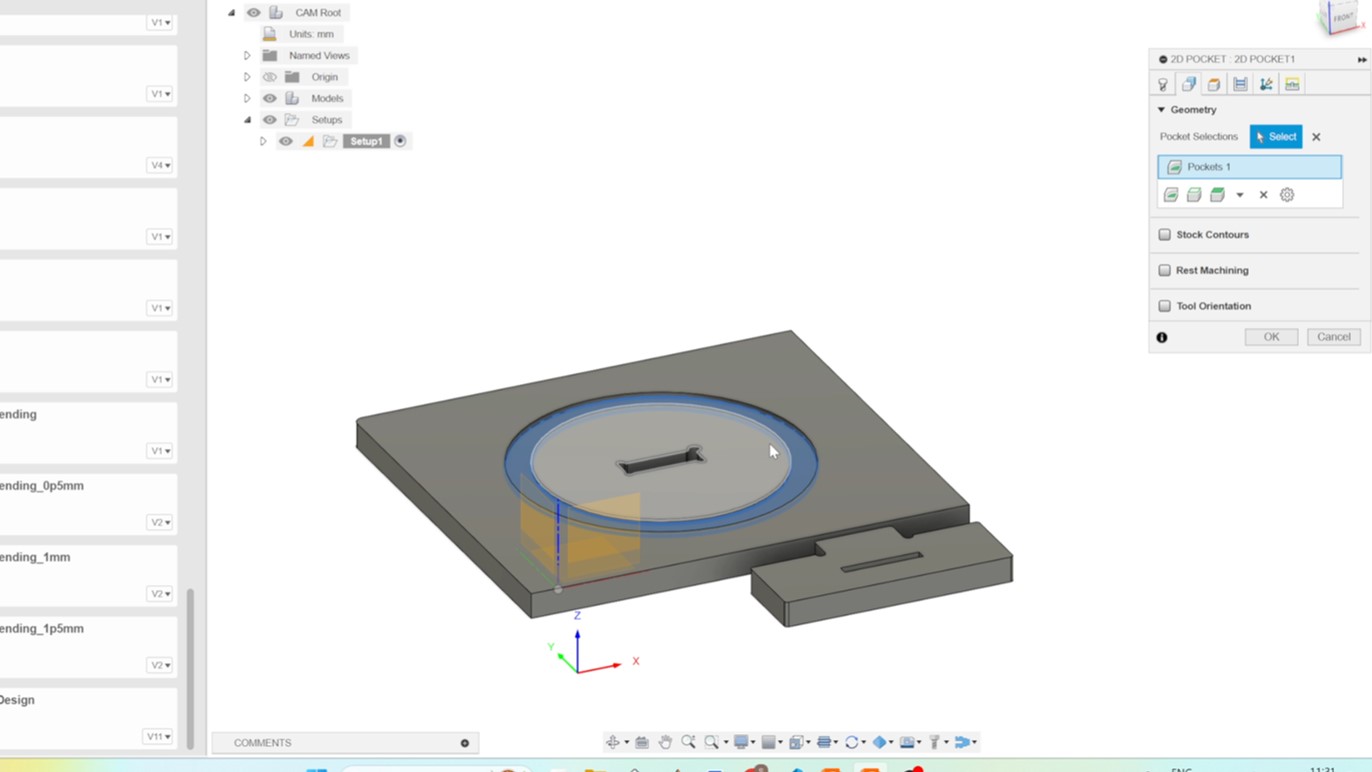 V1
V1
V4
V1
V1
V1
ending
V1
ending_0p5mm
V2
ending_1mm
V2
ending_1p5mm
V2
Design
V11
CAM Root
Units: mm
Named Views
Origin
Models
Setups
Setup1
FRONT
X
2D POCKET : 2D POCKET1
Geometry
Pocket Selections
Select
Pockets 1
Stock Contours
Rest Machining
Tool Orientation
OK
Cancel
Z
Y
X
COMMENTS
ENG
11:31